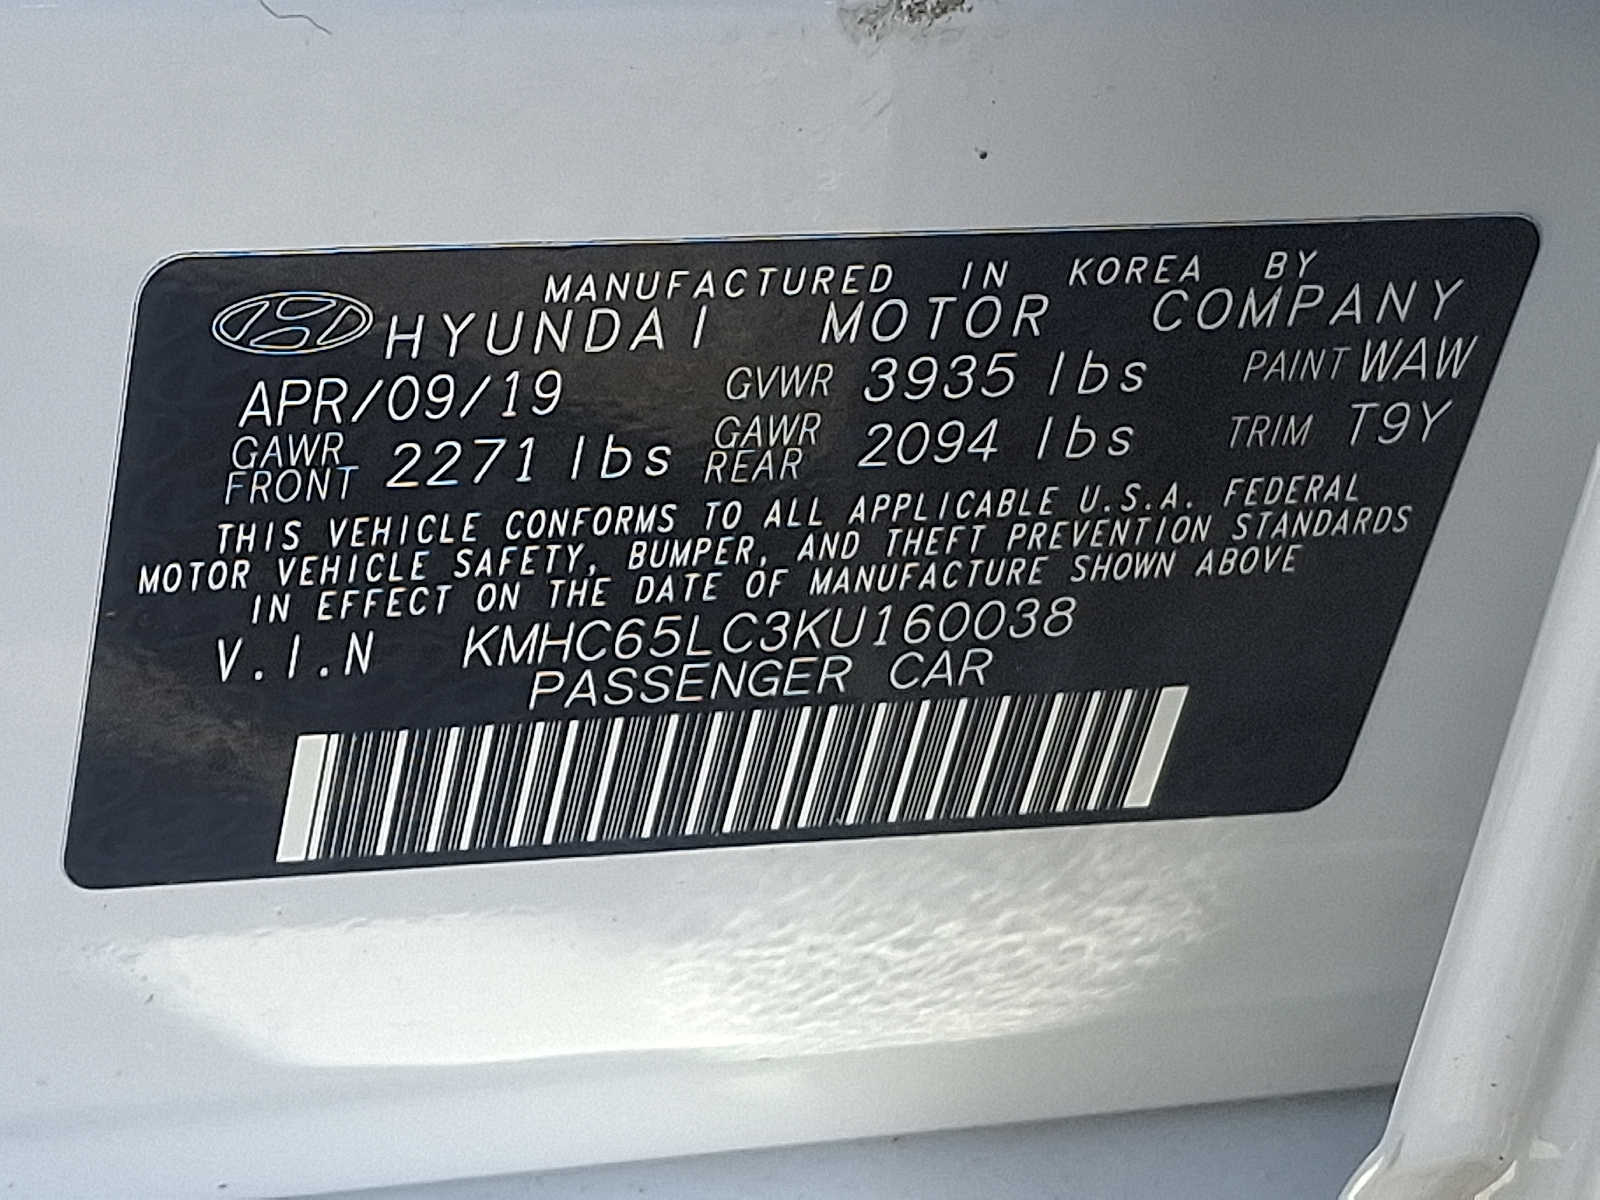 MANUFACTURED IN KOREA BY
HYUNDAI MOTOR COMPANY
APR/09/19 GVWR 3935 lbs PAINT WAW
GAWR FRONT 2271 lbs GAWR REAR 2094 lbs TRIM T9Y
THIS VEHICLE CONFORMS TO ALL APPLICABLE U.S.A. FEDERAL
MOTOR VEHICLE SAFETY, BUMPER, AND THEFT PREVENTION STANDARDS
IN EFFECT ON THE DATE OF MANUFACTURE SHOWN ABOVE
V.I.N KMHC65LC3KU160038
PASSENGER CAR